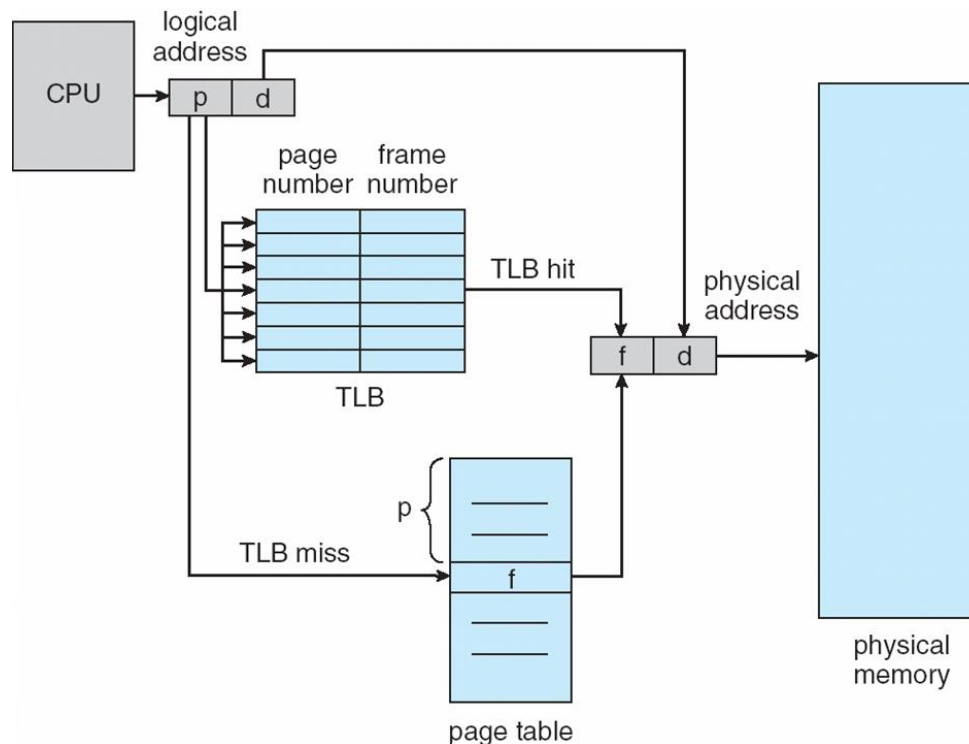 logical
address
CPU
p
d
page
number
frame
number
TLB hit
physical
address
f
d
TLB
p
TLB miss
f
physical
memory
page table